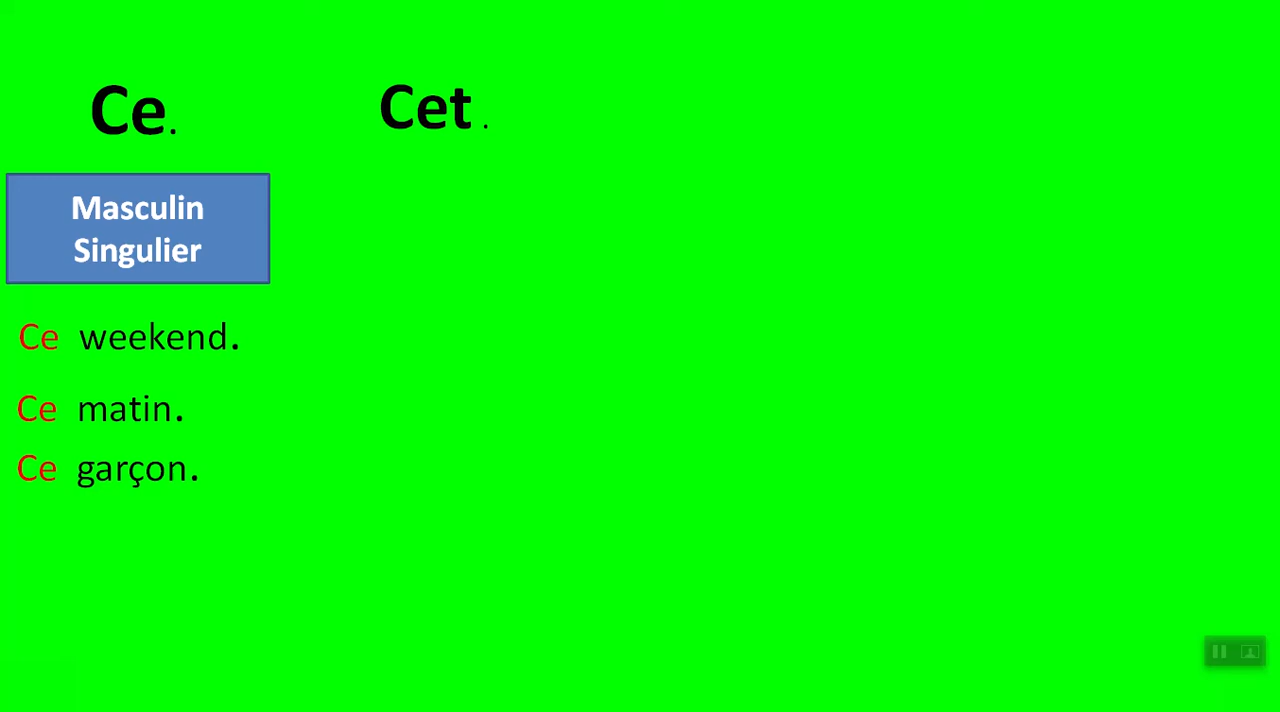 Ce.
Cet .
Masculin
Singulier
Ce weekend.
Ce matin.
Ce garçon.